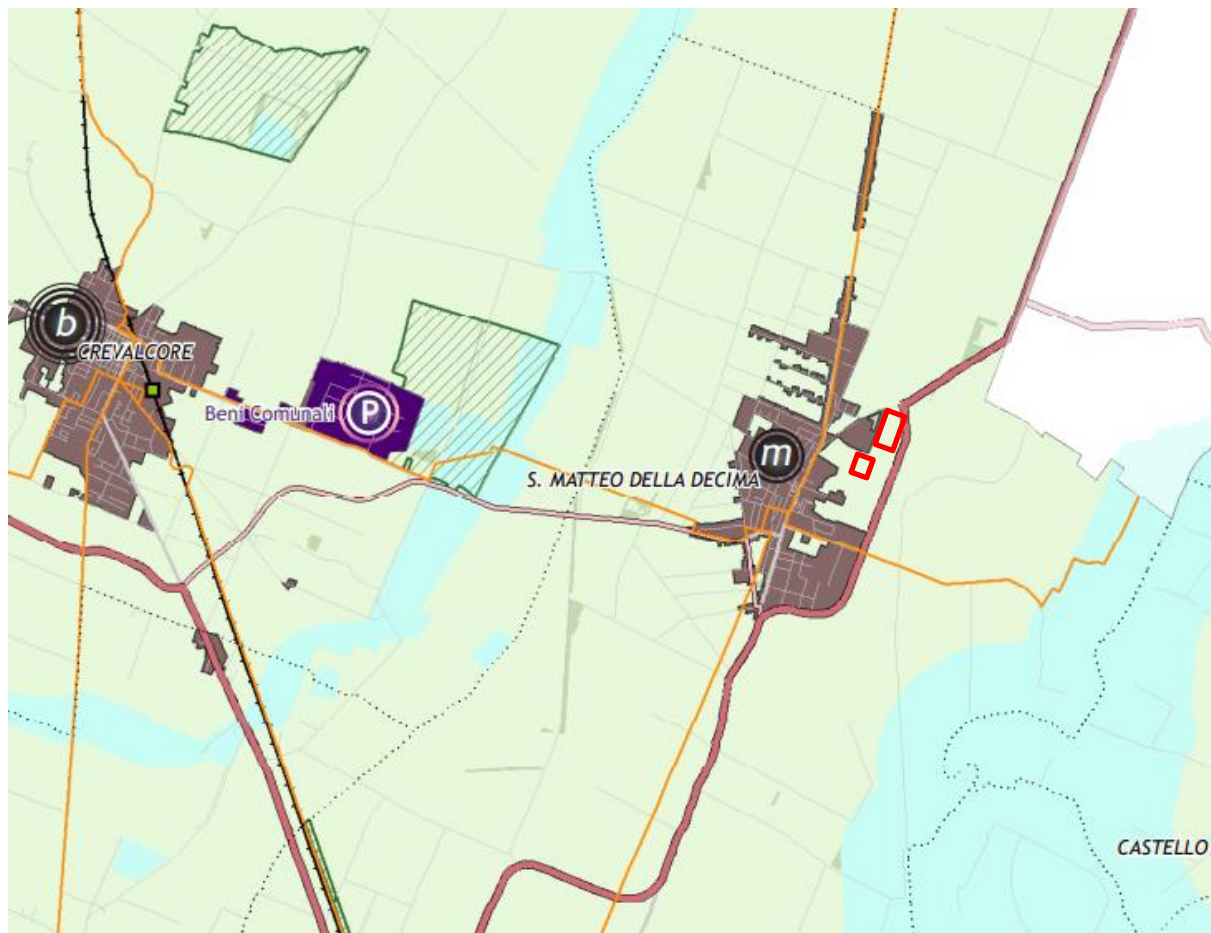 b
CREVALCORE
Beni Comunali
P
m
S. MATTEO DELLA DECIMA
CASTELLO